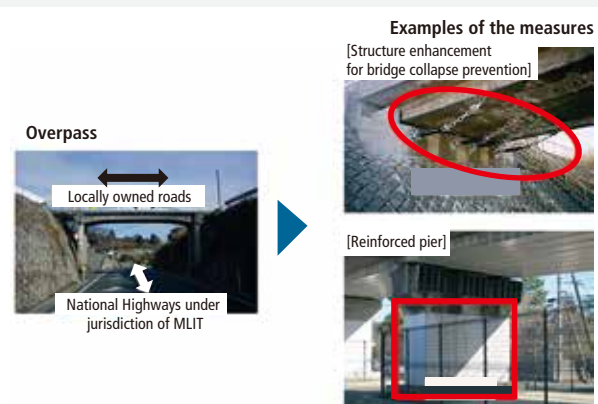 Examples of the measures
[Structure enhancement
for bridge collapse prevention]
Overpass
Locally owned roads
National Highways under
jurisdiction of MLIT
[Reinforced pier]